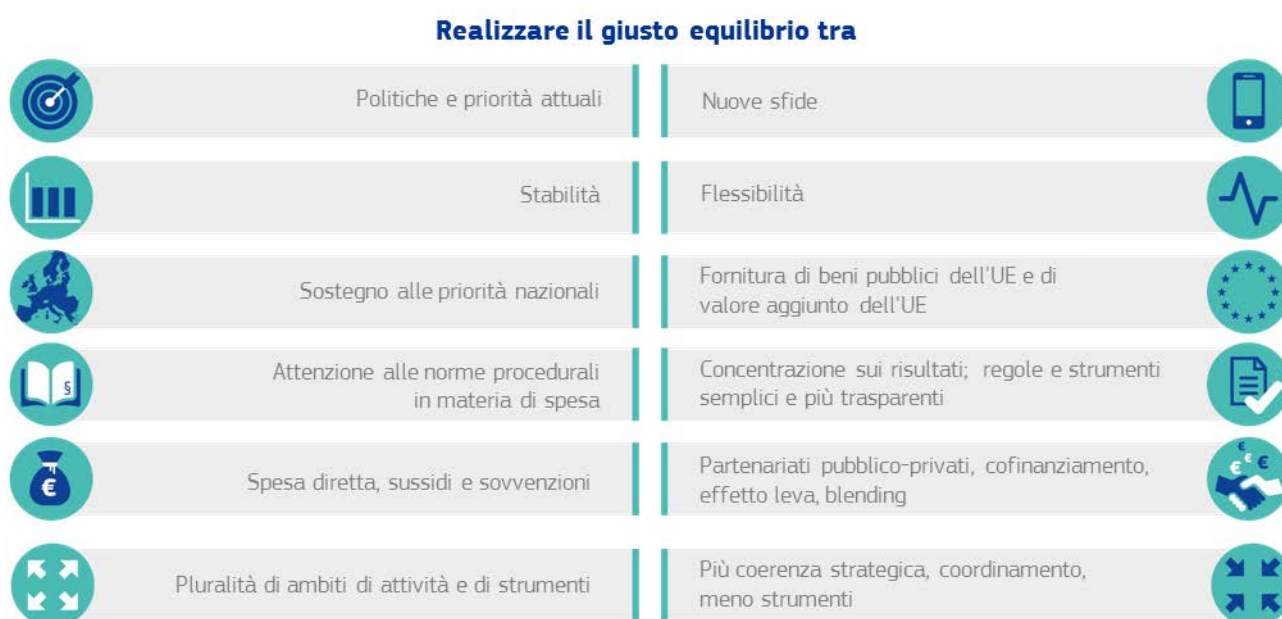 Realizzare il giusto equilibrio tra
Politiche e priorità attuali
Nuove sfide
Stabilità
Flessibilità
Sostegno alle priorità nazionali
Fornitura di beni pubblici dell'UE e di
valore aggiunto dell'UE
§
Attenzione alle norme procedurali
in materia di spesa
Concentrazione sui risultati; regole e strumenti
semplici e più trasparenti
€
Spesa diretta, sussidi e sovvenzioni
Partenariati pubblico-privati, cofinanziamento,
effetto leva, blending
€
€ € €
Pluralità di ambiti di attività e di strumenti
Più coerenza strategica, coordinamento,
meno strumenti